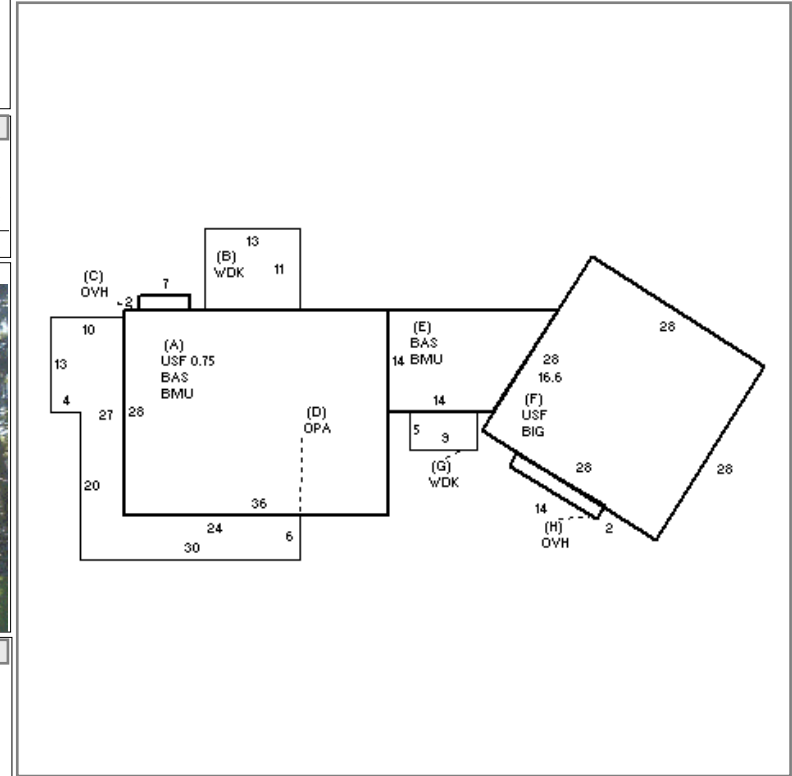 13
(B)
WDK
11
(C)
OVH
7
2
10
13
4
27
28
20
(A)
USF 0.75
BAS
BMU
(D)
OPA
36
24
30
6
(E)
BAS
BMU
14
14
5
9
(G)
WDK
28
28
16.6
(F)
USF
BIG
28
28
14
2
(H)
OVH